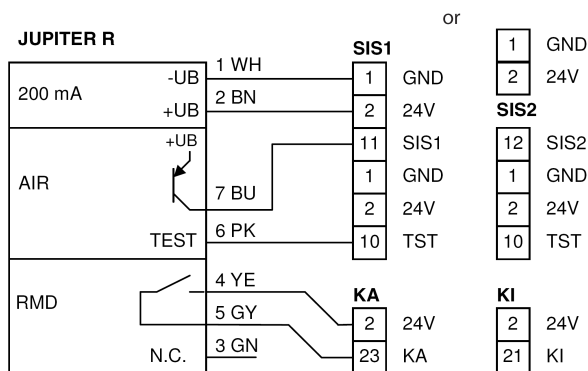 or
JUPITER R
SIS1
1 GND
2 24V
SIS2
200 mA
-UB 1 WH
+UB 2 BN
1 GND
2 24V
AIR
+UB
7 BU
TEST 6 PK
11 SIS1
1 GND
2 24V
10 TST
12 SIS2
1 GND
2 24V
10 TST
RMD
4 YE
5 GY
N.C. 3 GN
KA
2 24V
23 KA
KI
2 24V
21 KI